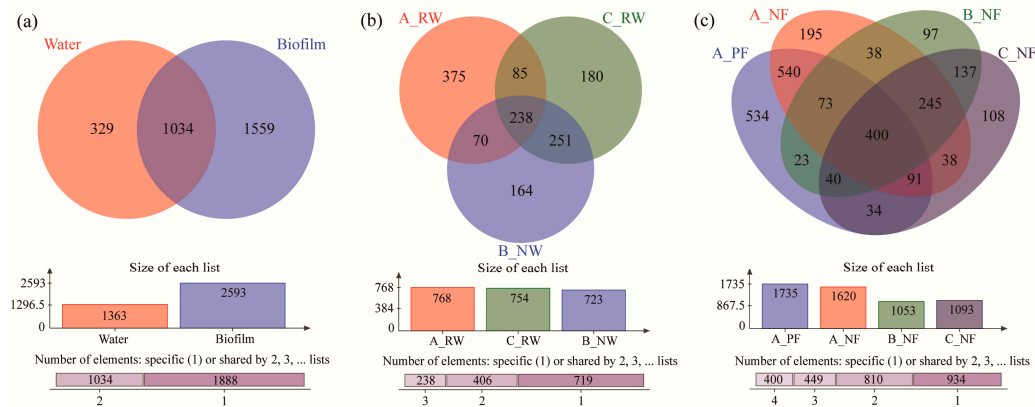 (a)
Water
Biofilm
329
1034
1559
Size of each list
2593
1296.5
0
1363
2593
Water
Biofilm
Number of elements: specific (1) or shared by 2, 3, ... lists
1034
1888
2
1
(b)
A_RW
C_RW
375
85
180
238
70
251
164
B_NW
Size of each list
768
384
0
768
754
723
A_RW
C_RW
B_NW
Number of elements: specific (1) or shared by 2, 3, ... lists
238
406
719
3
2
1
(c)
A_NF
B_NF
A_PF
C_NF
195
97
38
540
137
73
245
534
108
400
23
38
40
91
34
Size of each list
1735
867.5
0
1735
1620
1053
1093
A_PF
A_NF
B_NF
C_NF
Number of elements: specific (1) or shared by 2, 3, ... lists
400
449
810
934
4
3
2
1